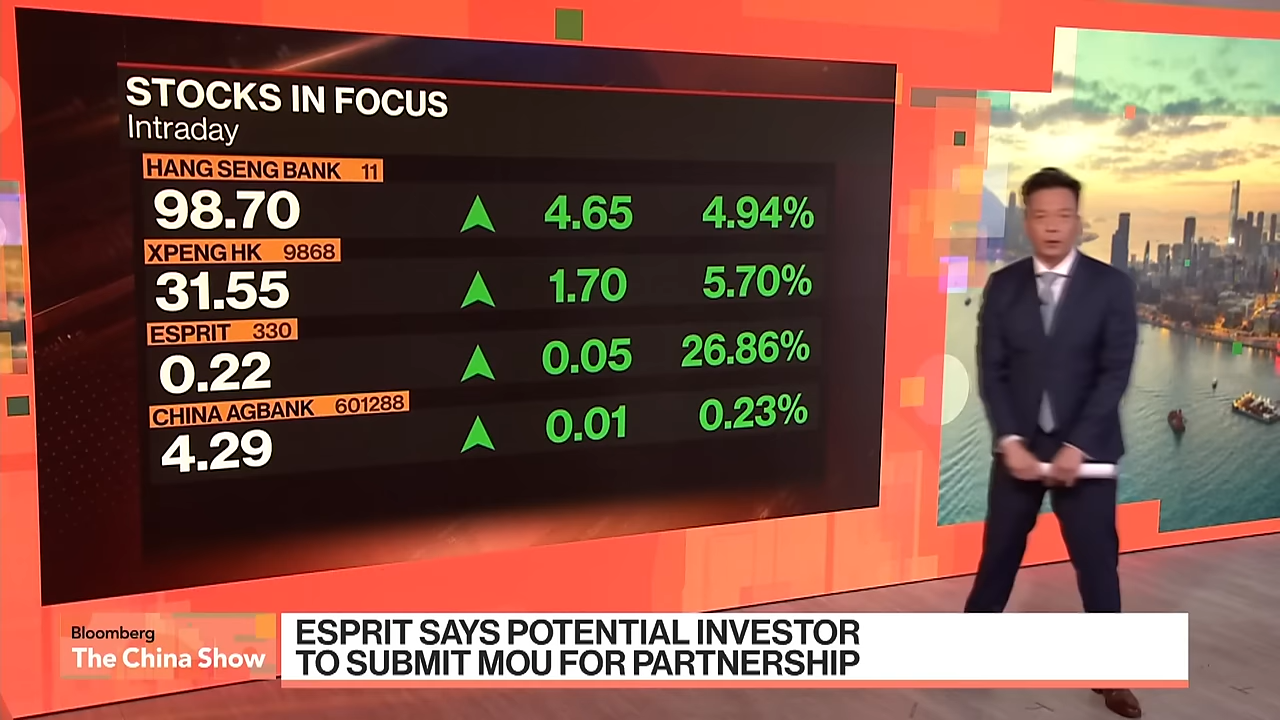 STOCKS IN FOCUS
Intraday
HANG SENG BANK 11
98.70 4.65 4.94%
XPENG HK 9868
31.55 1.70 5.70%
ESPRIT 330
0.22 0.05 26.86%
CHINA AGBANK 601288
4.29 0.01 0.23%
Bloomberg
The China Show
ESPRIT SAYS POTENTIAL INVESTOR
TO SUBMIT MOU FOR PARTNERSHIP